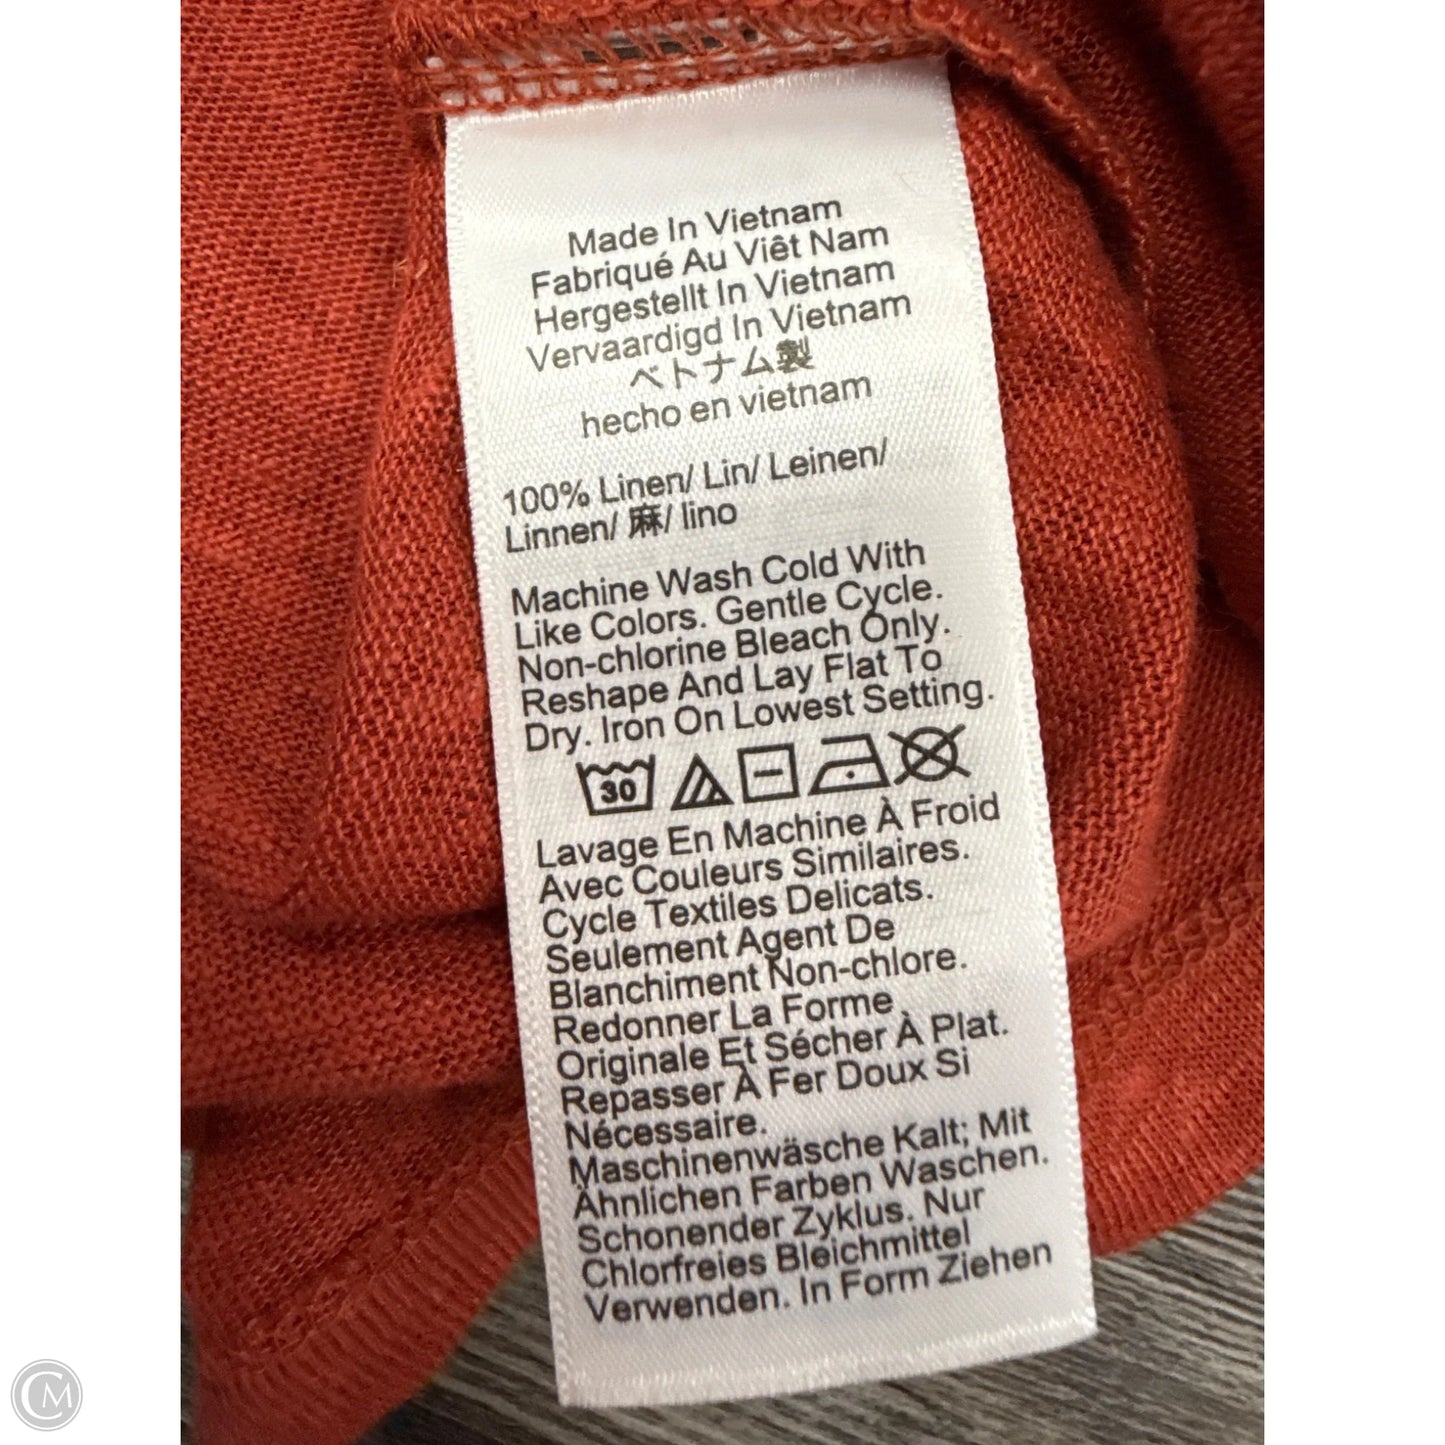 Made In Vietnam
Fabriqué Au Viêt Nam
Hergestellt In Vietnam
Vervaardigd In Vietnam
ベトナム製
hecho en vietnam
100% Linen/ Lin/ Leinen/
Linnen/ 麻/ lino
Machine Wash Cold With
Like Colors. Gentle Cycle.
Non-chlorine Bleach Only.
Reshape And Lay Flat To
Dry. Iron On Lowest Setting.
30
Lavage En Machine À Froid
Avec Couleurs Similaires.
Cycle Textiles Delicats.
Seulement Agent De
Blanchiment Non-chlore.
Redonner La Forme
Originale Et Sécher À Plat.
Repasser À Fer Doux Si
Nécessaire.
Maschinenwäsche Kalt; Mit
Ähnlichen Farben Waschen.
Schonender Zyklus. Nur
Chlorfreies Bleichmittel
Verwenden. In Form Ziehen
CM